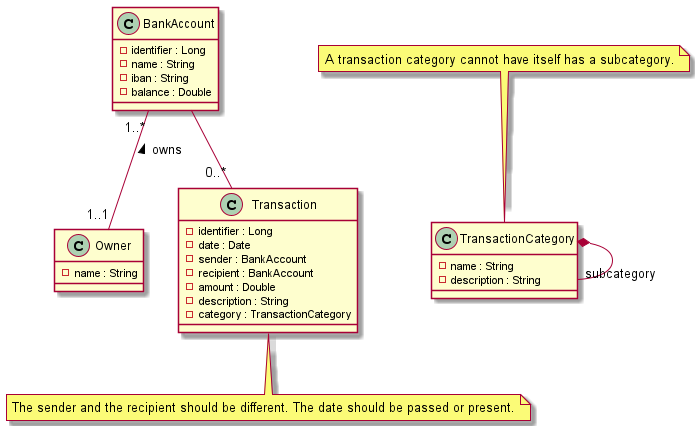 C BankAccount
identifier : Long
name : String
iban : String
balance : Double
A transaction category cannot have itself has a subcategory.
1..*
owns
0..*
1..1
C Owner
name : String
C Transaction
identifier : Long
date : Date
sender : BankAccount
recipient : BankAccount
amount : Double
description : String
category : TransactionCategory
C TransactionCategory
name : String
description : String
subcategory
The sender and the recipient should be different. The date should be passed or present.